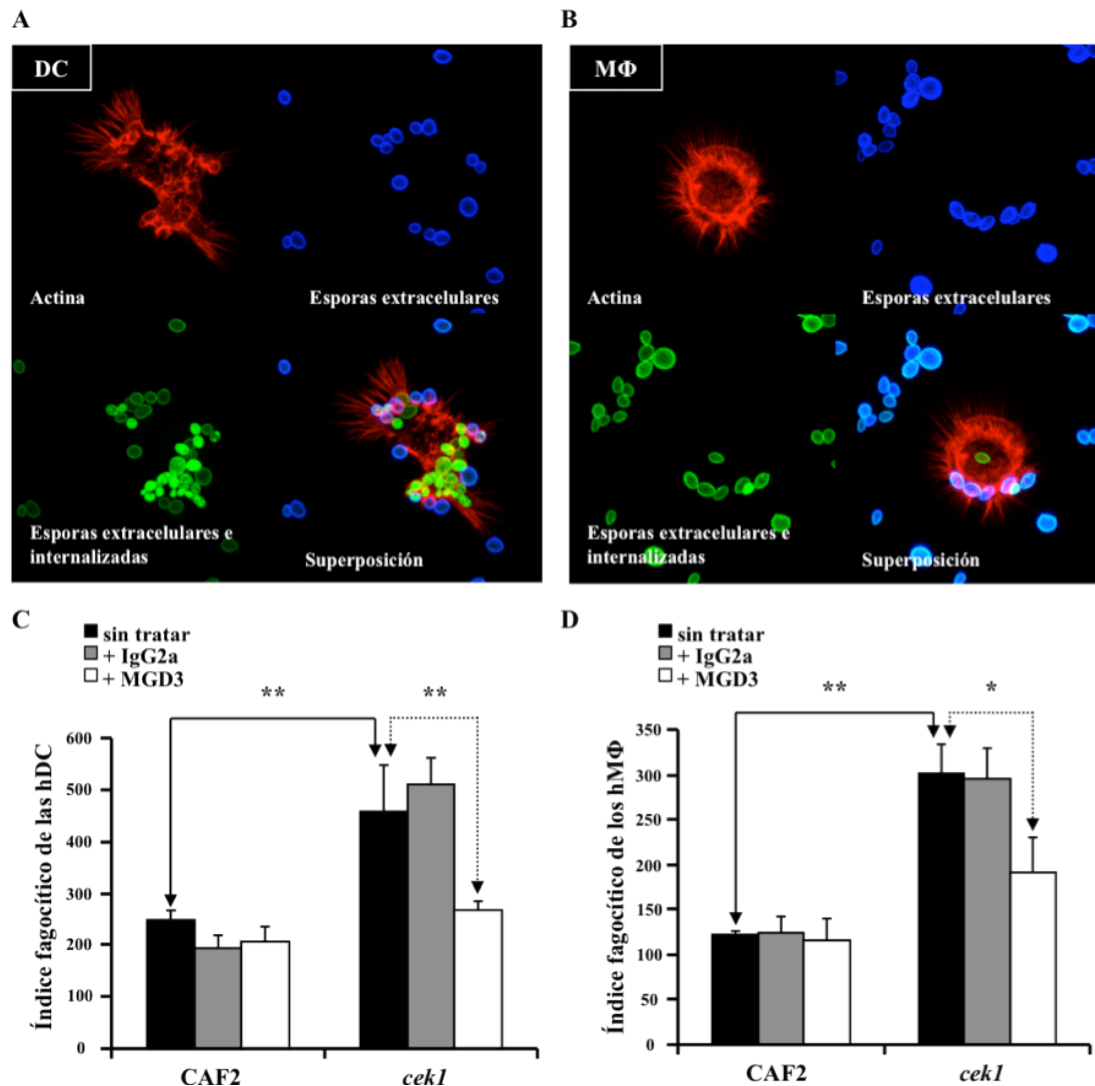 A
B
DC
MΦ
Actina
Esporas extracelulares
Actina
Esporas extracelulares
Esporas extracelulares e
internalizadas
Superposición
Esporas extracelulares e
internalizadas
Superposición
C
sin tratar
+ IgG2a
+ MGD3
**
**
Índice fagocítico de las hDC
600
500
400
300
200
100
0
CAF2
cek1
D
sin tratar
+ IgG2a
+ MGD3
**
*
Índice fagocítico de los hMΦ
350
300
250
200
150
100
50
0
CAF2
cek1